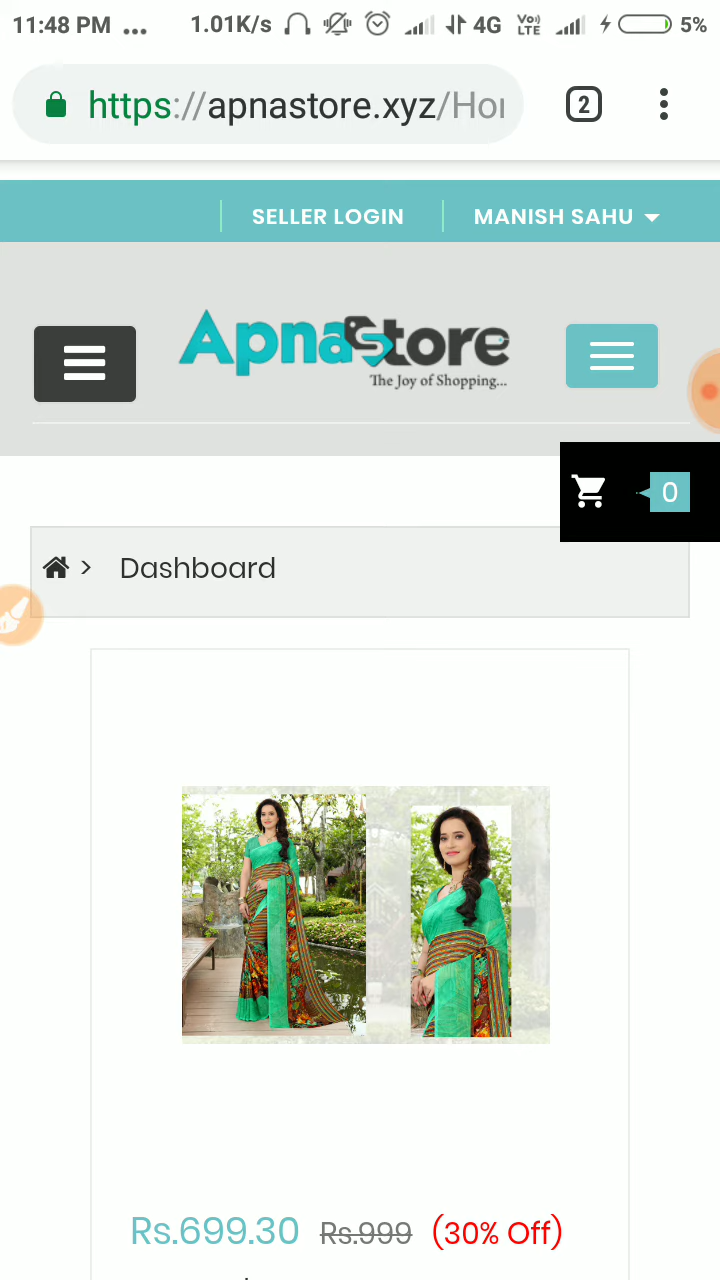 11:48 PM ... 1.01K/s 4G Vo)) LTE 5%
https://apnastore.xyz/Hor
2
SELLER LOGIN MANISH SAHU
ApnaStore
The Joy of Shopping...
0
> Dashboard
Rs.699.30 Rs.999 (30% Off)